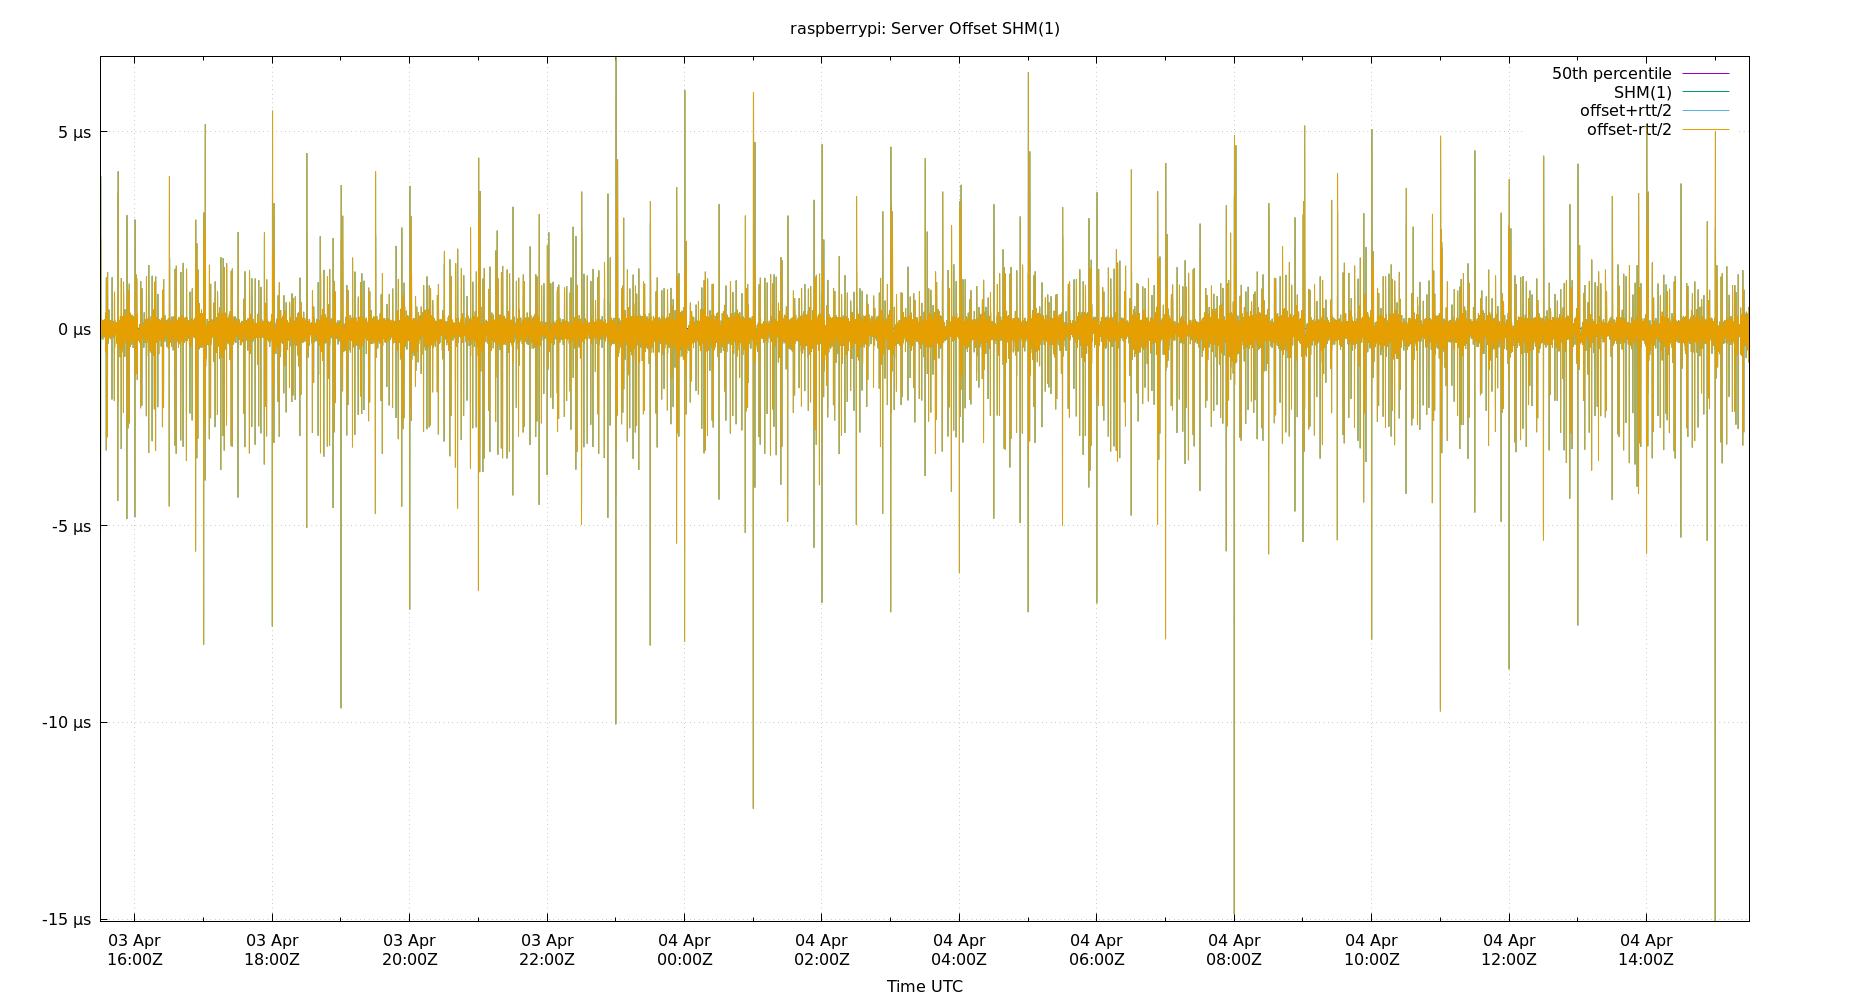 raspberrypi: Server Offset SHM(1)
50th percentile
SHM(1)
offset+rtt/2
offset-rtt/2
5 µs
0 µs
-5 µs
-10 µs
-15 µs
03 Apr 03 Apr 03 Apr 03 Apr 04 Apr 04 Apr 04 Apr 04 Apr 04 Apr 04 Apr 04 Apr 04 Apr
16:00Z 18:00Z 20:00Z 22:00Z 00:00Z 02:00Z 04:00Z 06:00Z 08:00Z 10:00Z 12:00Z 14:00Z
Time UTC